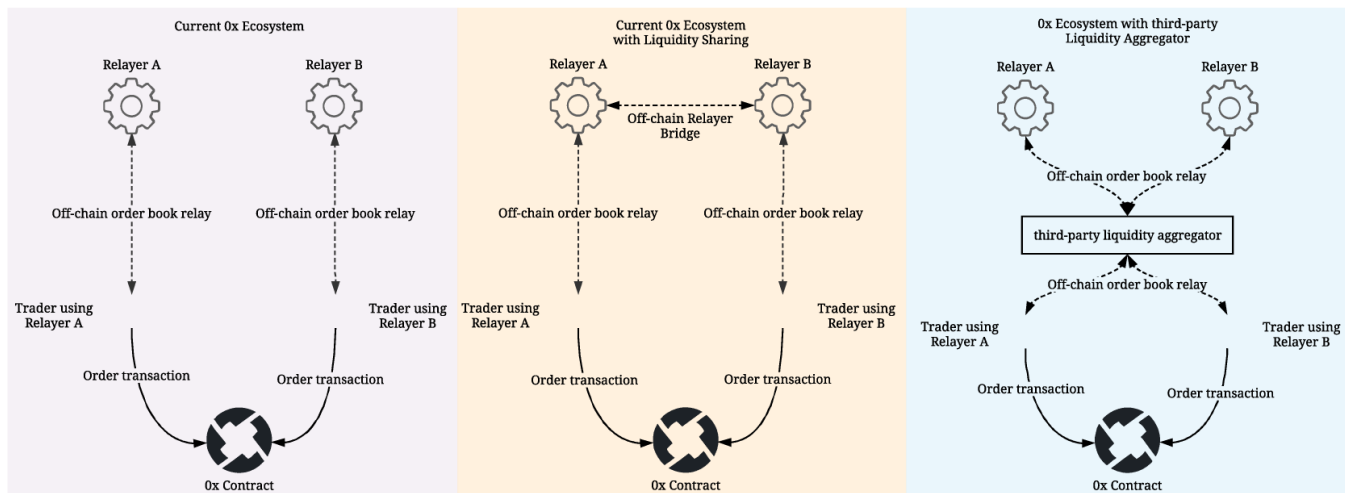 Current 0x Ecosystem
Relayer A
Relayer B
Off-chain order book relay
Off-chain order book relay
Trader using
Relayer A
Trader using
Relayer B
Order transaction
Order transaction
0x Contract
Current 0x Ecosystem
with Liquidity Sharing
Relayer A
Relayer B
Off-chain Relayer
Bridge
Off-chain order book relay
Off-chain order book relay
Trader using
Relayer A
Trader using
Relayer B
Order transaction
Order transaction
0x Contract
0x Ecosystem with third-party
Liquidity Aggregator
Relayer A
Relayer B
Off-chain order book relay
third-party liquidity aggregator
Off-chain order book relay
Trader using
Relayer A
Trader using
Relayer B
Order transaction
Order transaction
0x Contract